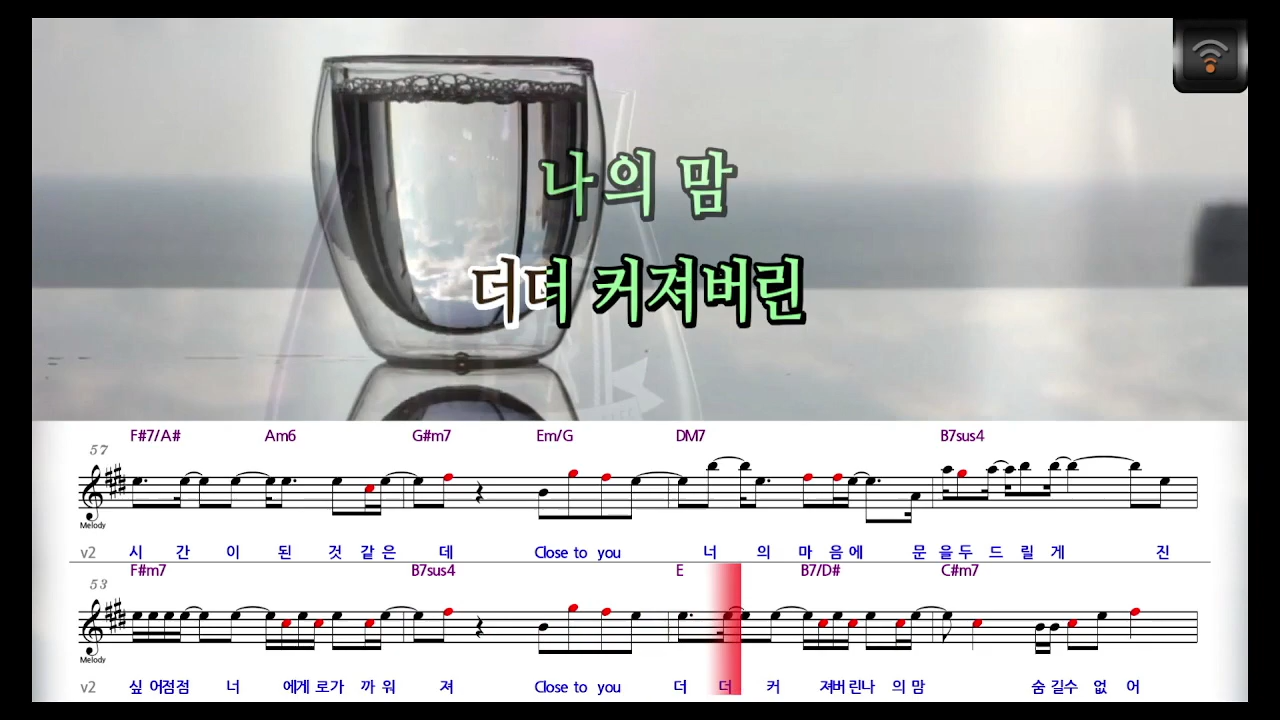 나의 맘
더더 커져버린
F#7/A# Am6 G#m7 Em/G DM7 B7sus4
57
Melody
v2 시 간 이 된 것 같 은 데 Close to you 너 의 마 음 에 문 을 두 드 릴 게 진
F#m7 B7sus4 E B7/D# C#m7
53
Melody
v2 싶 어점점 너 에게 로가 까 워 져 Close to you 더 더 커 져버 린나 의 맘 숨 길수 없 어